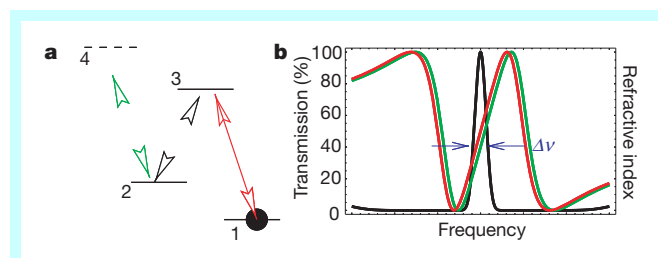 a
4
3
2
1
b
Transmission (%)
100
80
60
40
20
0
Δν
Frequency
Refractive index